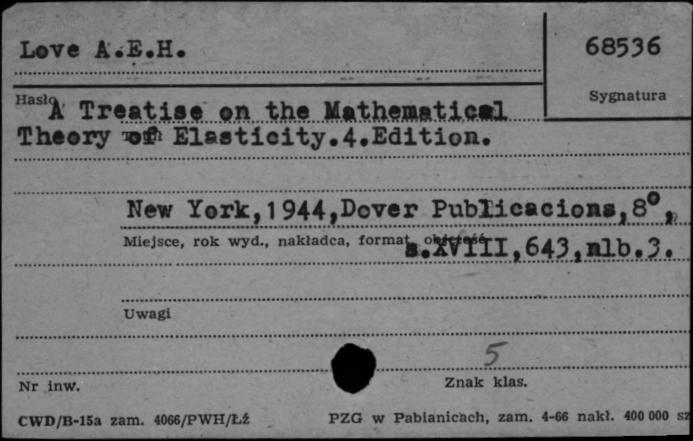 Love A.E.H.
68536
Hasło
Sygnatura
A Treatise on the Mathematical
Theory of Elasticity.4.Edition.
New York,1944,Dover Publicacions,8°,
Miejsce, rok wyd., nakładca, format, objętość
s.XVIII,643,nlb.3.
Uwagi
5
Nr inw.
Znak klas.
CWD/B-15a zam. 4066/PWH/Łź
PZG w Pabianicach, zam. 4-66 nakł. 400 000 sz